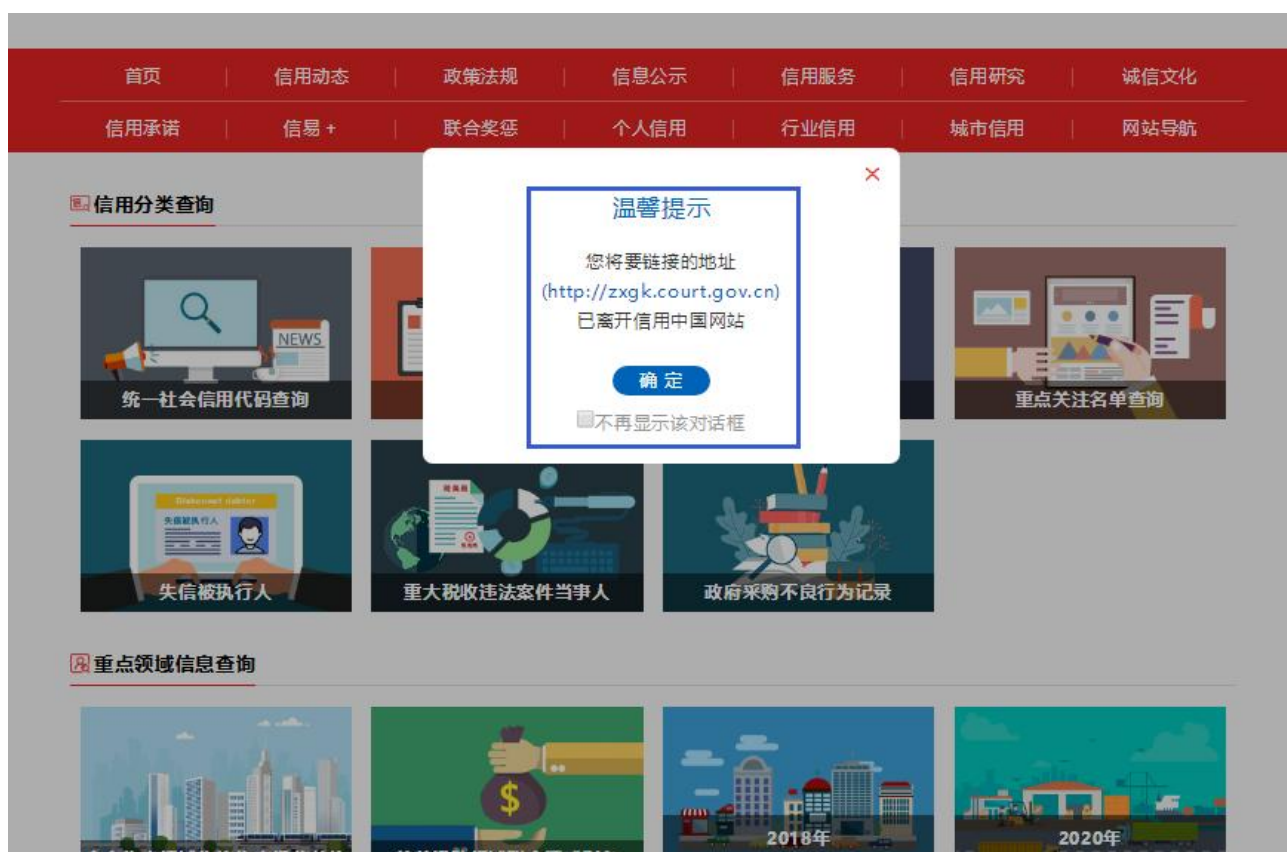 首页
信用动态
政策法规
信息公示
信用服务
信用研究
诚信文化
信用承诺
信易 +
联合奖惩
个人信用
行业信用
城市信用
网站导航
信用分类查询
温馨提示
您将要链接的地址
(http://zxgk.court.gov.cn)
已离开信用中国网站
确 定
不再显示该对话框
NEWS
统一社会信用代码查询
重点关注名单查询
失信被执行人
失信被执行人
重大税收违法案件当事人
政府采购不良行为记录
重点领域信息查询
$
2018年
2020年